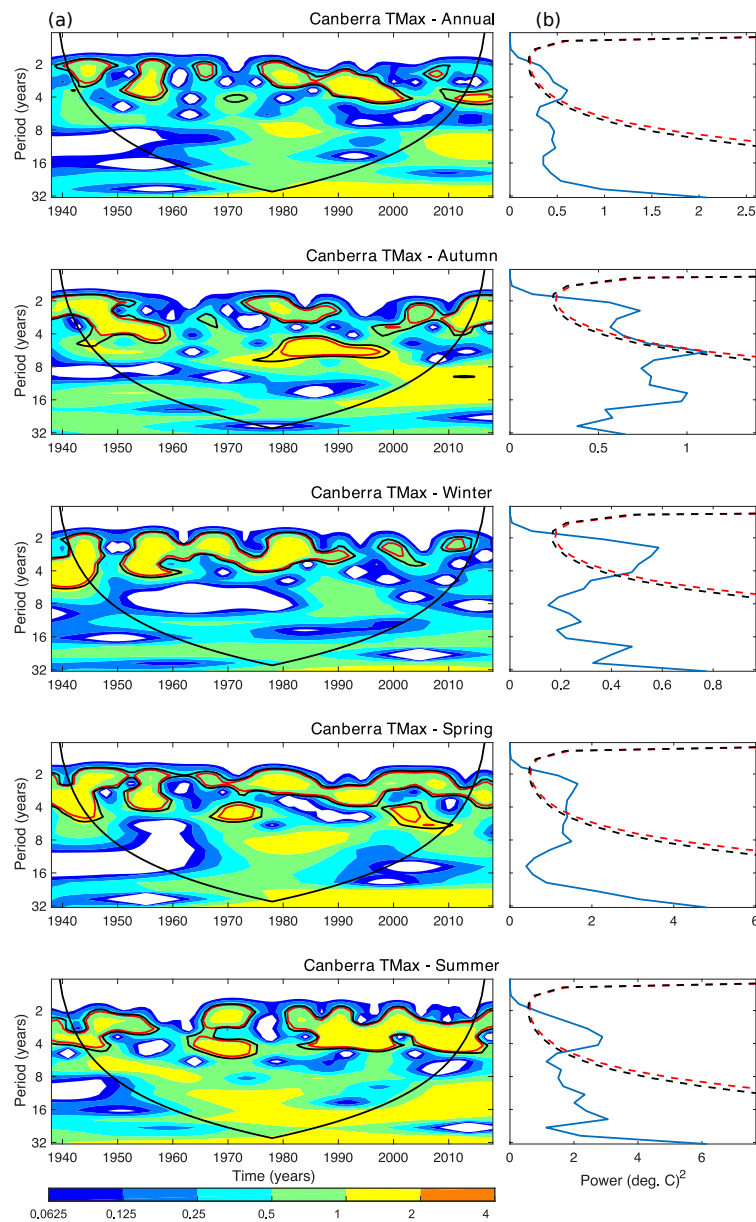 (a) Canberra TMax - Annual (b)
Period (years)
2
4
8
16
32
1940 1950 1960 1970 1980 1990 2000 2010
0 0.5 1 1.5 2 2.5
Canberra TMax - Autumn
Period (years)
2
4
8
16
32
1940 1950 1960 1970 1980 1990 2000 2010
0.5 1
Canberra TMax - Winter
Period (years)
2
4
8
16
32
1940 1950 1960 1970 1980 1990 2000 2010
0 0.2 0.4 0.6 0.8
Canberra TMax - Spring
Period (years)
2
4
8
16
32
1940 1950 1960 1970 1980 1990 2000 2010
0 2 4 6
Canberra TMax - Summer
Period (years)
2
4
8
16
32
1940 1950 1960 1970 1980 1990 2000 2010
0 2 4 6
Time (years) Power (deg. C)²
0.0625 0.125 0.25 0.5 1 2 4